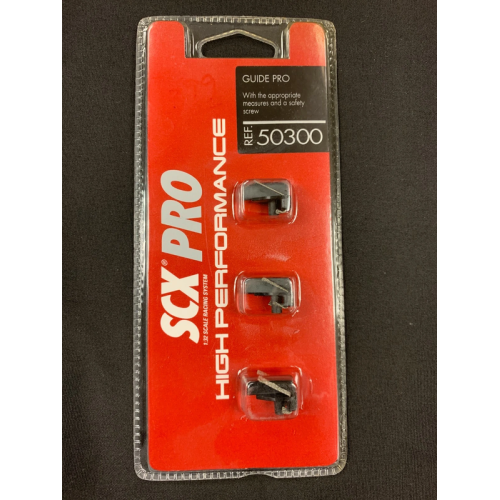 GUIDE PRO
With the appropriate
measures and a safety
screw
REF. 50300
SCX® PRO
1:32 SCALE RACING SYSTEM
HIGH PERFORMANCE